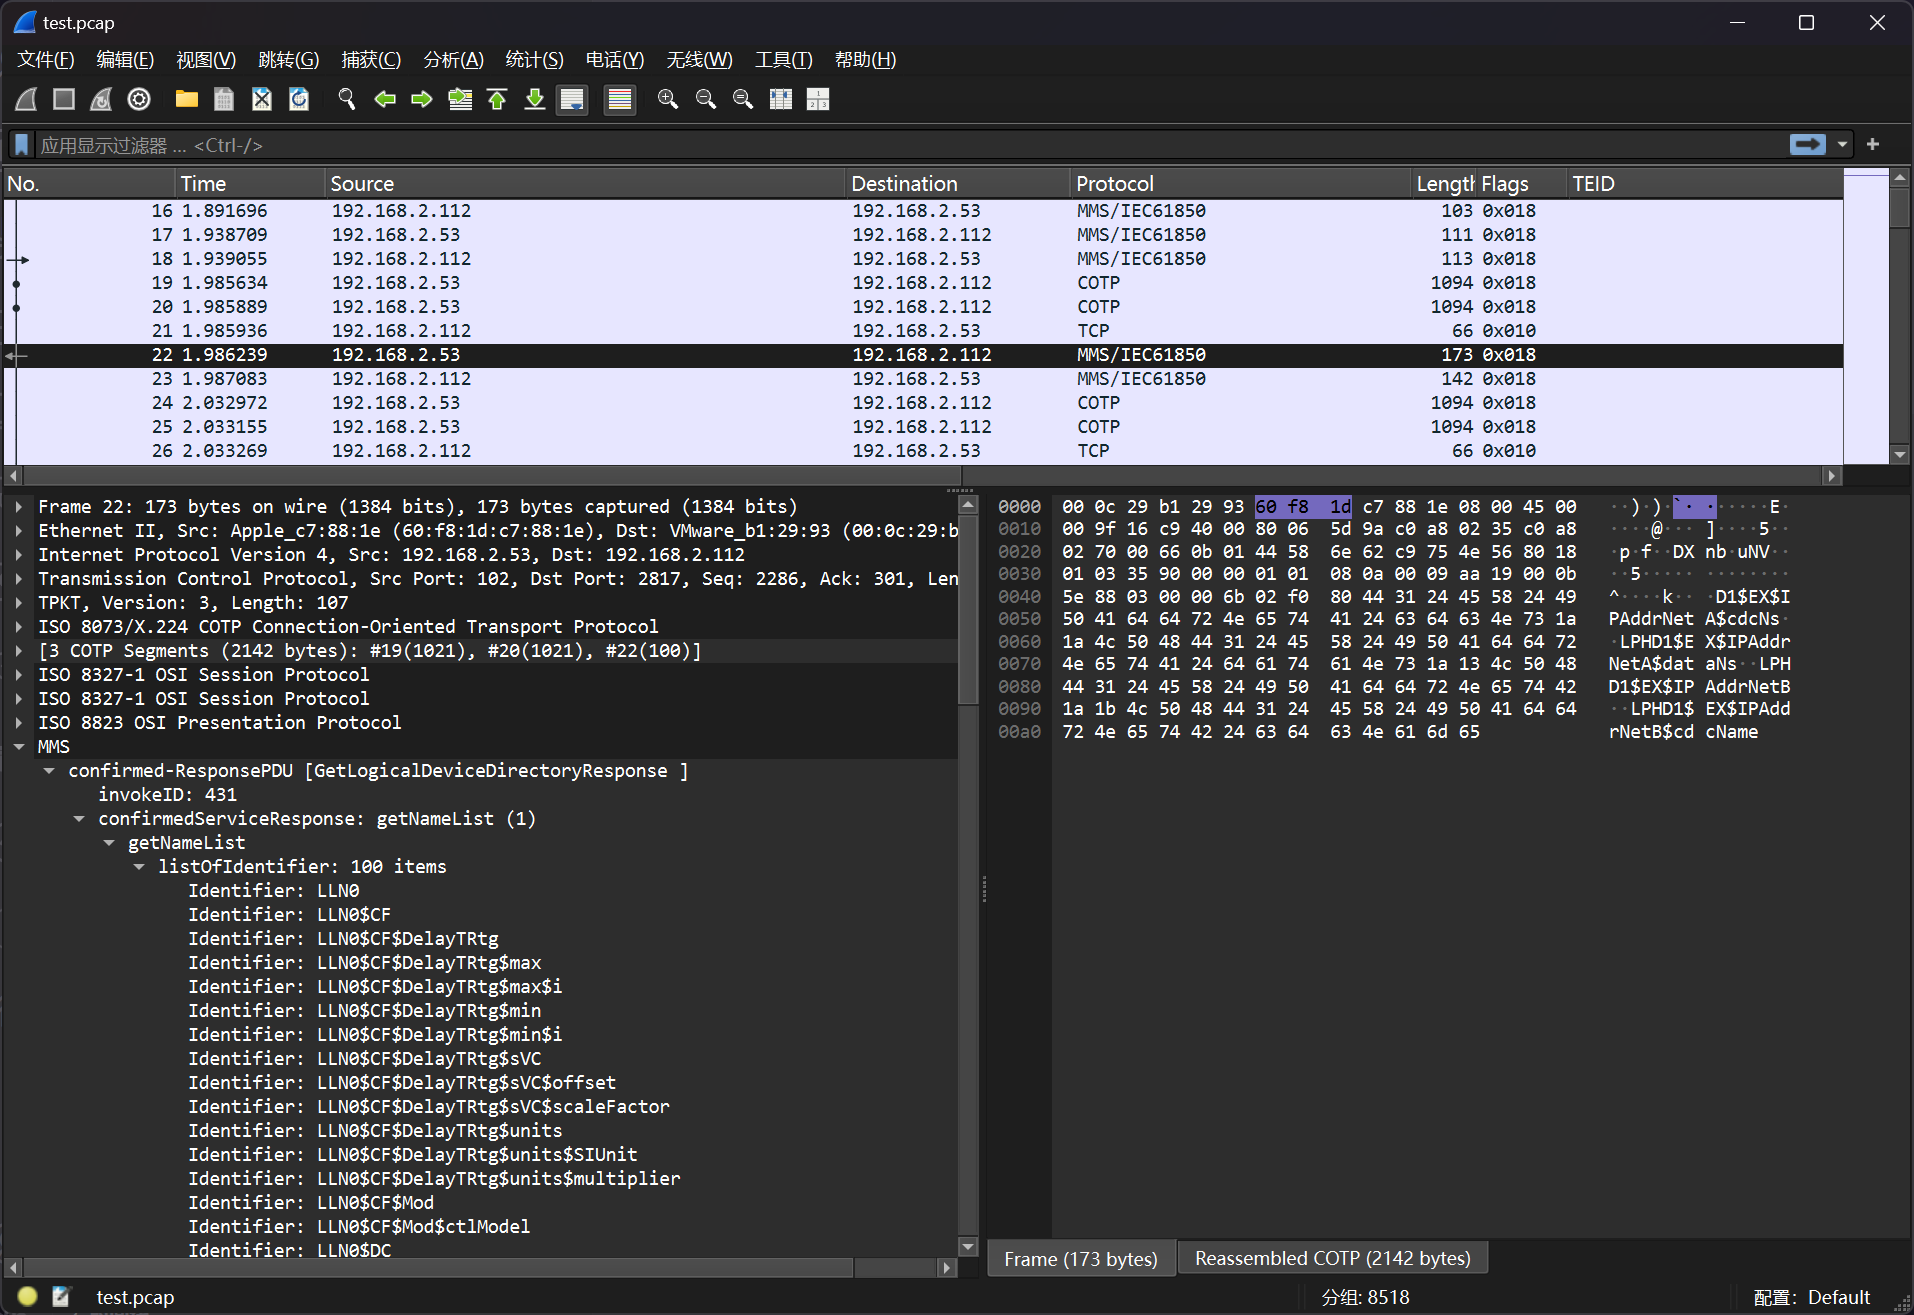 test.pcap
文件(F) 编辑(E) 视图(V) 跳转(G) 捕获(C) 分析(A) 统计(S) 电话(Y) 无线(W) 工具(T) 帮助(H)
应用显示过滤器 … <Ctrl-/>
No. Time Source Destination Protocol Length Flags TEID
16 1.891696 192.168.2.112 192.168.2.53 MMS/IEC61850 103 0x018
17 1.938709 192.168.2.53 192.168.2.112 MMS/IEC61850 111 0x018
18 1.939055 192.168.2.112 192.168.2.53 MMS/IEC61850 113 0x018
19 1.985634 192.168.2.53 192.168.2.112 COTP 1094 0x018
20 1.985889 192.168.2.53 192.168.2.112 COTP 1094 0x018
21 1.985936 192.168.2.112 192.168.2.53 TCP 66 0x010
22 1.986239 192.168.2.53 192.168.2.112 MMS/IEC61850 173 0x018
23 1.987083 192.168.2.112 192.168.2.53 MMS/IEC61850 142 0x018
24 2.032972 192.168.2.53 192.168.2.112 COTP 1094 0x018
25 2.033155 192.168.2.53 192.168.2.112 COTP 1094 0x018
26 2.033269 192.168.2.112 192.168.2.53 TCP 66 0x010
Frame 22: 173 bytes on wire (1384 bits), 173 bytes captured (1384 bits)
Ethernet II, Src: Apple_c7:88:1e (60:f8:1d:c7:88:1e), Dst: VMware_b1:29:93 (00:0c:29:b
Internet Protocol Version 4, Src: 192.168.2.53, Dst: 192.168.2.112
Transmission Control Protocol, Src Port: 102, Dst Port: 2817, Seq: 2286, Ack: 301, Len
TPKT, Version: 3, Length: 107
ISO 8073/X.224 COTP Connection-Oriented Transport Protocol
[3 COTP Segments (2142 bytes): #19(1021), #20(1021), #22(100)]
ISO 8327-1 OSI Session Protocol
ISO 8327-1 OSI Session Protocol
ISO 8823 OSI Presentation Protocol
MMS
confirmed-ResponsePDU [GetLogicalDeviceDirectoryResponse ]
invokeID: 431
confirmedServiceResponse: getNameList (1)
getNameList
listOfIdentifier: 100 items
Identifier: LLN0
Identifier: LLN0$CF
Identifier: LLN0$CF$DelayTRtg
Identifier: LLN0$CF$DelayTRtg$max
Identifier: LLN0$CF$DelayTRtg$max$i
Identifier: LLN0$CF$DelayTRtg$min
Identifier: LLN0$CF$DelayTRtg$min$i
Identifier: LLN0$CF$DelayTRtg$sVC
Identifier: LLN0$CF$DelayTRtg$sVC$offset
Identifier: LLN0$CF$DelayTRtg$sVC$scaleFactor
Identifier: LLN0$CF$DelayTRtg$units
Identifier: LLN0$CF$DelayTRtg$units$SIUnit
Identifier: LLN0$CF$DelayTRtg$units$multiplier
Identifier: LLN0$CF$Mod
Identifier: LLN0$CF$Mod$ctlModel
Identifier: LLN0$DC
0000 00 0c 29 b1 29 93 60 f8 1d c7 88 1e 08 00 45 00 ··)·)·`· ······E·
0010 00 9f 16 c9 40 00 80 06 5d 9a c0 a8 02 35 c0 a8 ····@··· ]····5··
0020 02 70 00 66 0b 01 44 58 6e 62 c9 75 4e 56 80 18 ·p·f··DX nb·uNV··
0030 01 03 35 90 00 00 01 01 08 0a 00 09 aa 19 00 0b ··5····· ········
0040 5e 88 03 00 00 6b 02 f0 80 44 31 24 45 58 24 49 ^····k·· ·D1$EX$I
0050 50 41 64 64 72 4e 65 74 41 24 63 64 63 4e 73 1a PAddrNet A$cdcNs·
0060 1a 4c 50 48 44 31 24 45 58 24 49 50 41 64 64 72 ·LPHD1$E X$IPAddr
0070 4e 65 74 41 24 64 61 74 61 4e 73 1a 13 4c 50 48 NetA$dat aNs··LPH
0080 44 31 24 45 58 24 49 50 41 64 64 72 4e 65 74 42 D1$EX$IP AddrNetB
0090 1a 1b 4c 50 48 44 31 24 45 58 24 49 50 41 64 64 ··LPHD1$ EX$IPAdd
00a0 72 4e 65 74 42 24 63 64 63 4e 61 6d 65 rNetB$cd cName
Frame (173 bytes) Reassembled COTP (2142 bytes)
test.pcap 分组: 8518 配置: Default